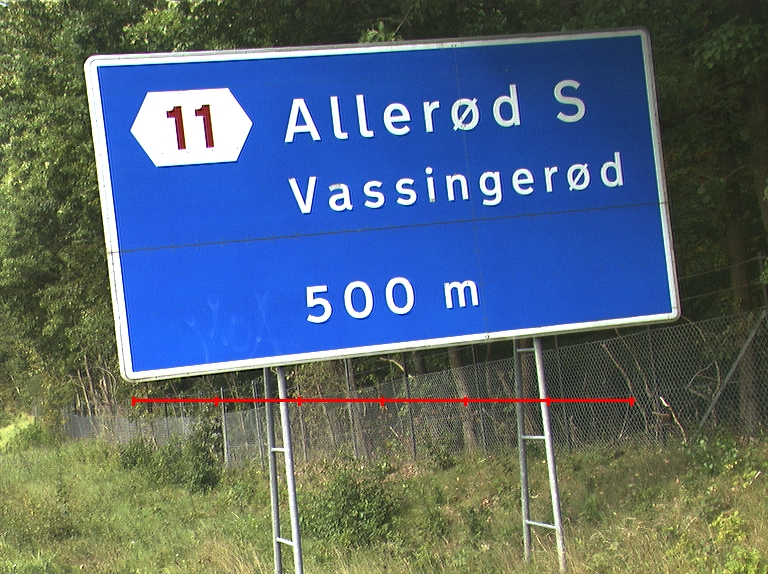 11 Allerød S
Vassingerød
500 m